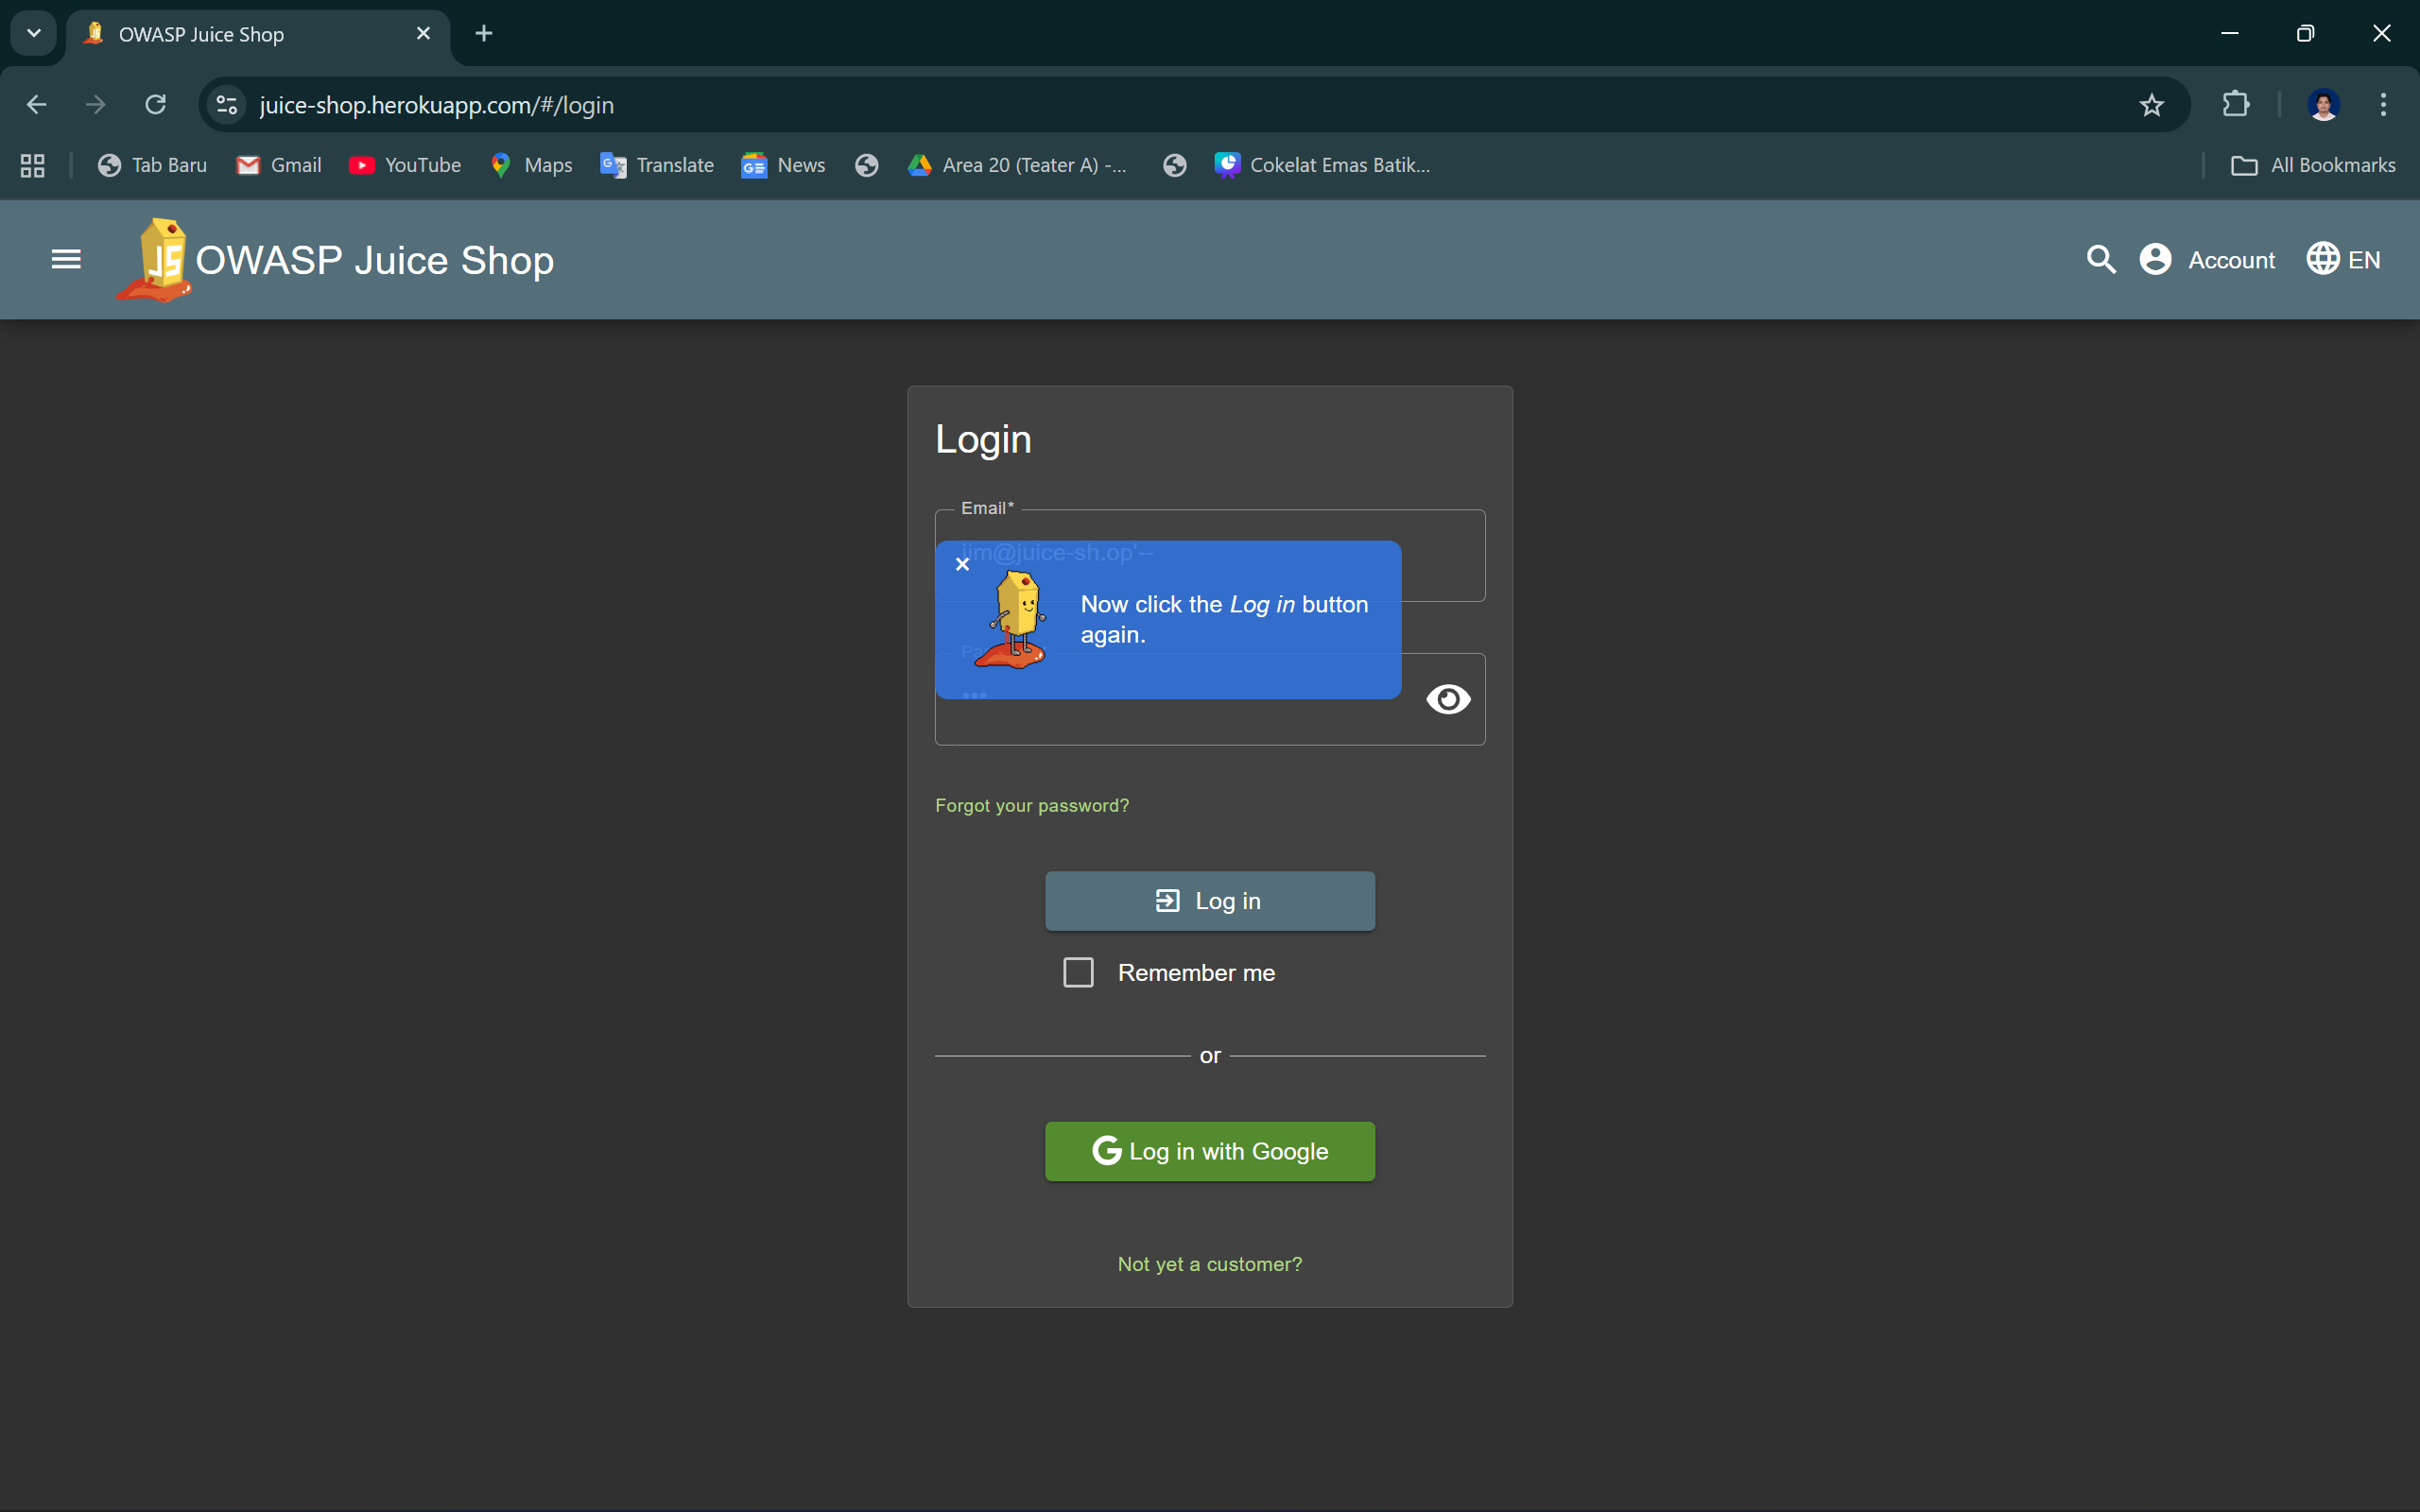 OWASP Juice Shop
juice-shop.herokuapp.com/#/login
Tab Baru
Gmail
YouTube
Maps
Translate
News
Area 20 (Teater A) -...
Cokelat Emas Batik...
All Bookmarks
OWASP Juice Shop
Account
EN
Login
Email*
jim@juice-sh.op'--
Now click the Log in button
again.
Forgot your password?
Log in
Remember me
or
Log in with Google
Not yet a customer?